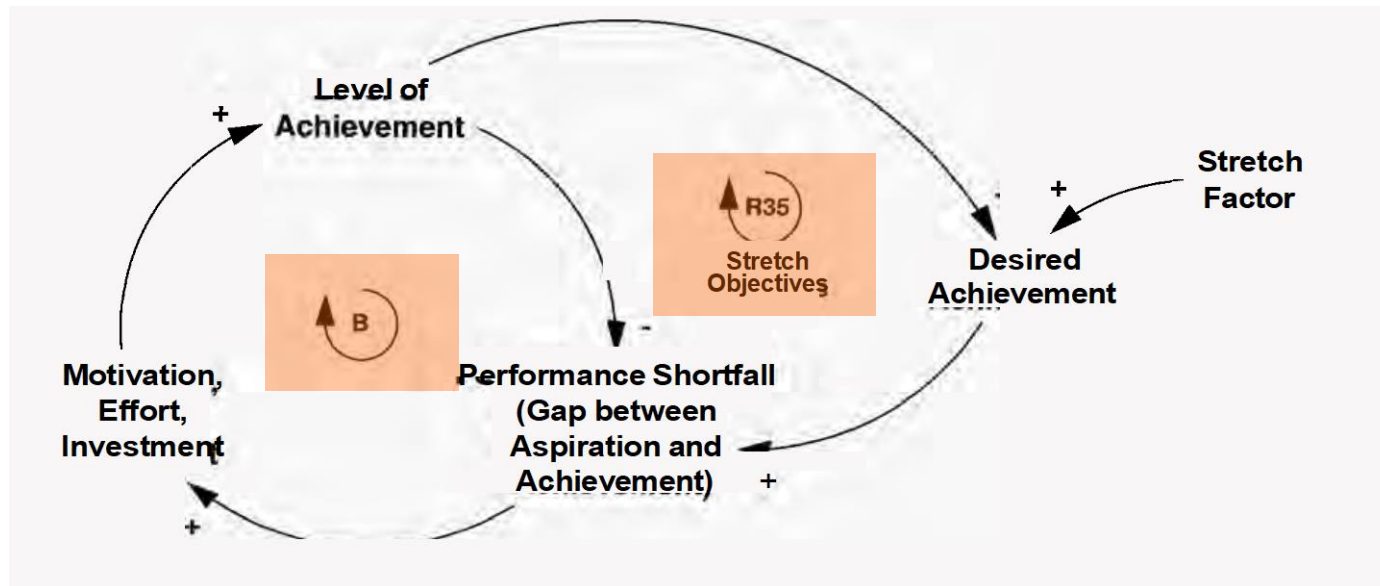 Level of
Achievement
+
R35
Stretch
Objectives
-
+
Stretch
Factor
Desired
Achievement
B
-
Motivation,
Effort,
Investment
Performance Shortfall
(Gap between
Aspiration and
Achievement)
+
+